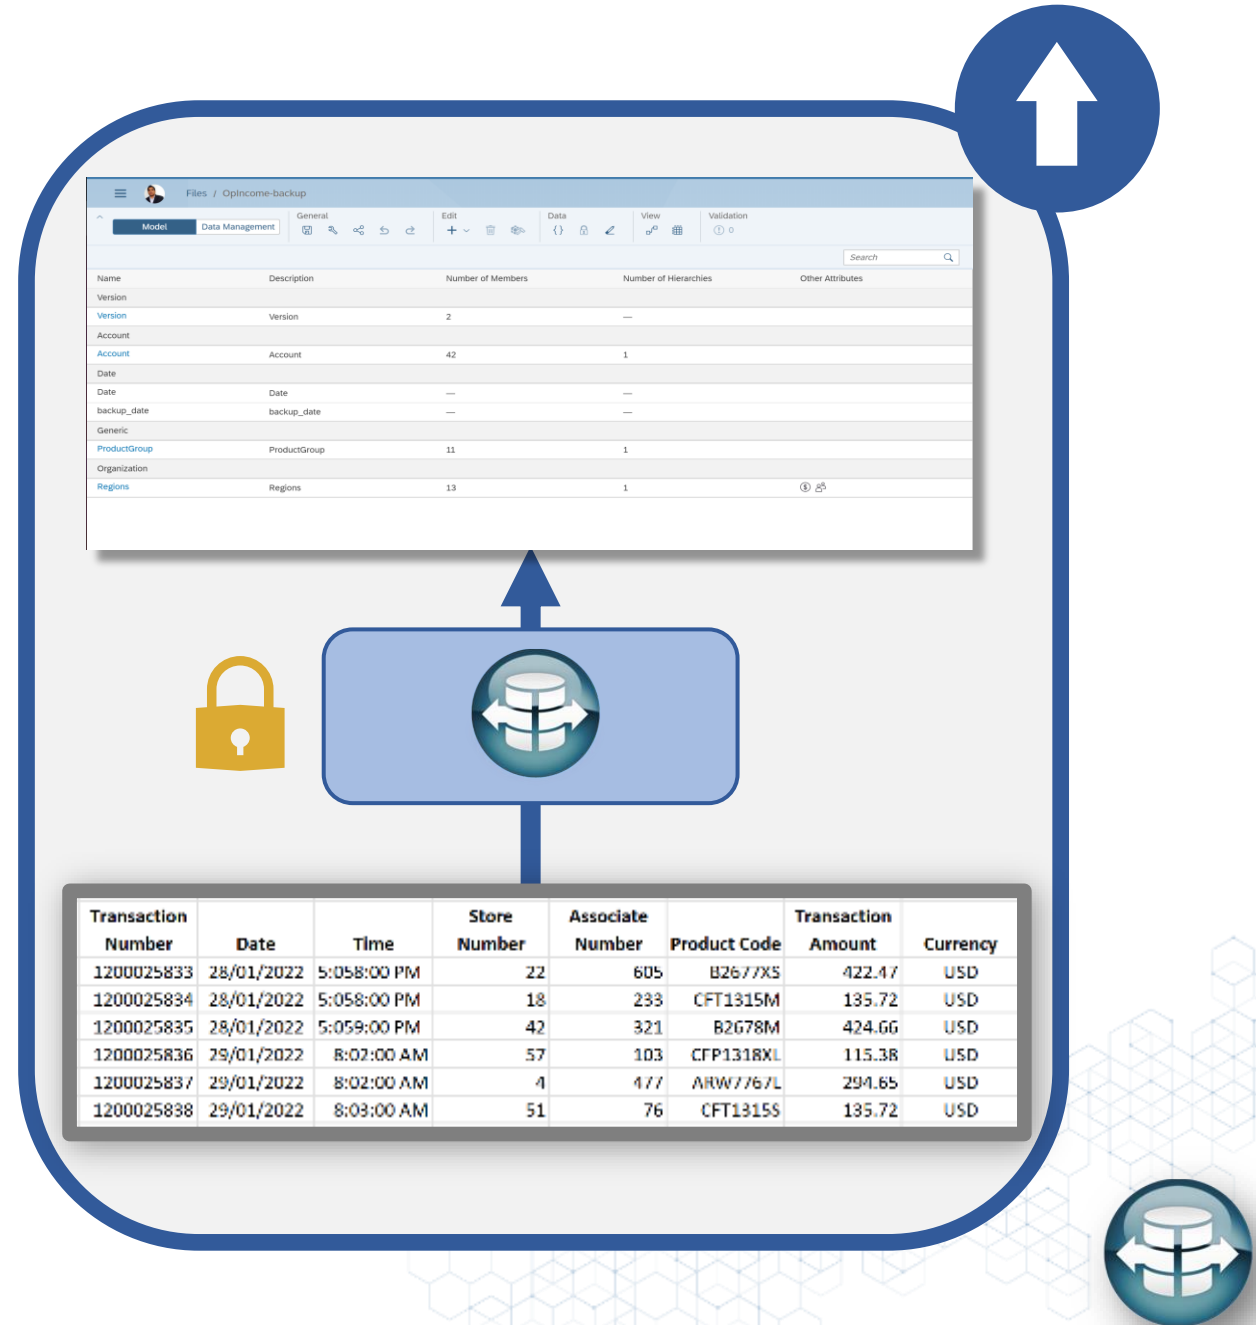 Files / OpIncome-backup
General Edit Data View Validation
Model Data Management 0
Search
Name Description Number of Members Number of Hierarchies Other Attributes
Version
Version Version 2 —
Account
Account Account 42 1
Date
Date Date — —
backup_date backup_date — —
Generic
ProductGroup ProductGroup 11 1
Organization
Regions Regions 13 1
Transaction Store Associate Transaction
Number Date Time Number Number Product Code Amount Currency
1200025833 28/01/2022 5:058:00 PM 22 605 B2677XS 422.47 USD
1200025834 28/01/2022 5:058:00 PM 18 233 CFT1315M 135.72 USD
1200025835 28/01/2022 5:059:00 PM 42 321 B2678M 424.66 USD
1200025836 29/01/2022 8:02:00 AM 57 103 CFP1318XL 115.38 USD
1200025837 29/01/2022 8:02:00 AM 4 477 ARW7767L 294.65 USD
1200025838 29/01/2022 8:03:00 AM 51 76 CFT1315S 135.72 USD